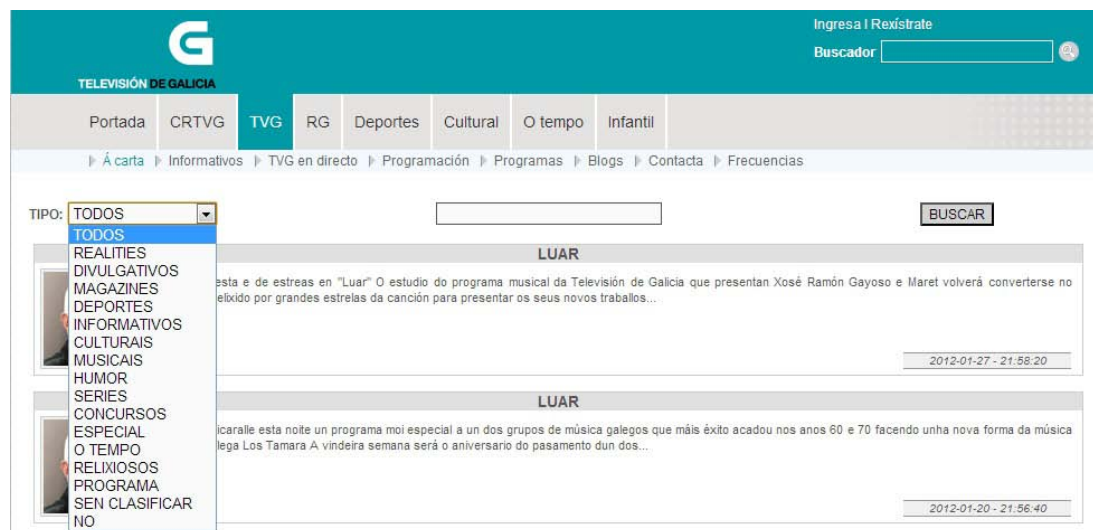 Ingresa I Rexístrate
Buscador
G
TELEVISIÓN DE GALICIA
Portada CRTVG TVG RG Deportes Cultural O tempo Infantil
Á carta Informativos TVG en directo Programación Programas Blogs Contacta Frecuencias
TIPO: TODOS BUSCAR
TODOS
REALITIES
DIVULGATIVOS
MAGAZINES
DEPORTES
INFORMATIVOS
CULTURAIS
MUSICAIS
HUMOR
SERIES
CONCURSOS
ESPECIAL
O TEMPO
RELIXIOSOS
PROGRAMA
SEN CLASIFICAR
NO
LUAR
esta e de estreas en "Luar" O estudio do programa musical da Televisión de Galicia que presentan Xosé Ramón Gayoso e Maret volverá converterse no
elixido por grandes estrelas da canción para presentar os seus novos traballos...
2012-01-27 - 21:58:20
LUAR
icaralle esta noite un programa moi especial a un dos grupos de música galegos que máis éxito acadou nos anos 60 e 70 facendo unha nova forma da música
lega Los Tamara A vindeira semana será o aniversario do pasamento dun dos...
2012-01-20 - 21:56:40